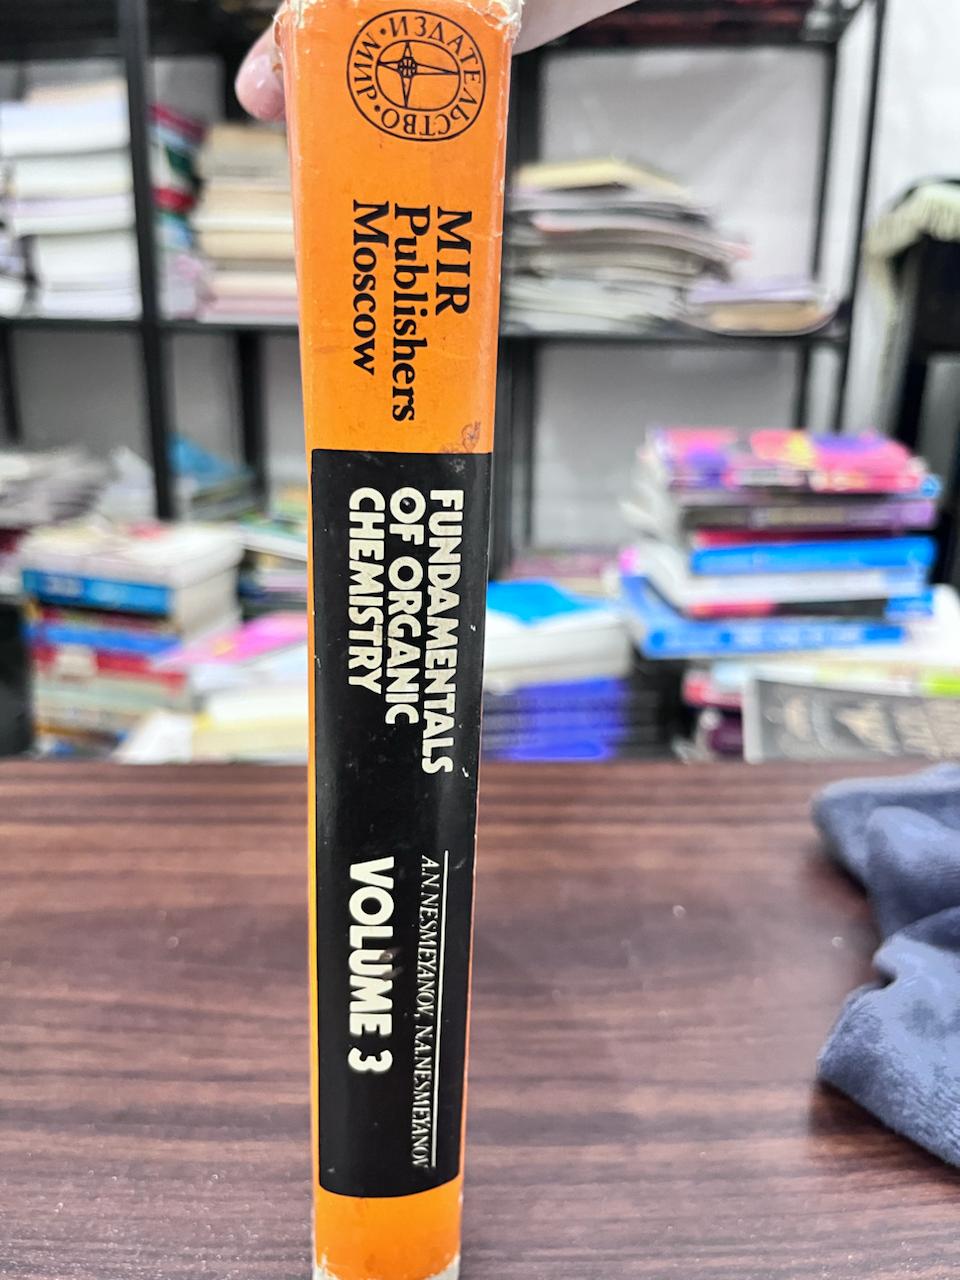 ИЗДАТЕЛЬСТВО • МИР •
MIR
Publishers
Moscow
FUNDAMENTALS
OF ORGANIC
CHEMISTRY
A.N.NESMEYANOV, N.A.NESMEYANOV
VOLUME 3